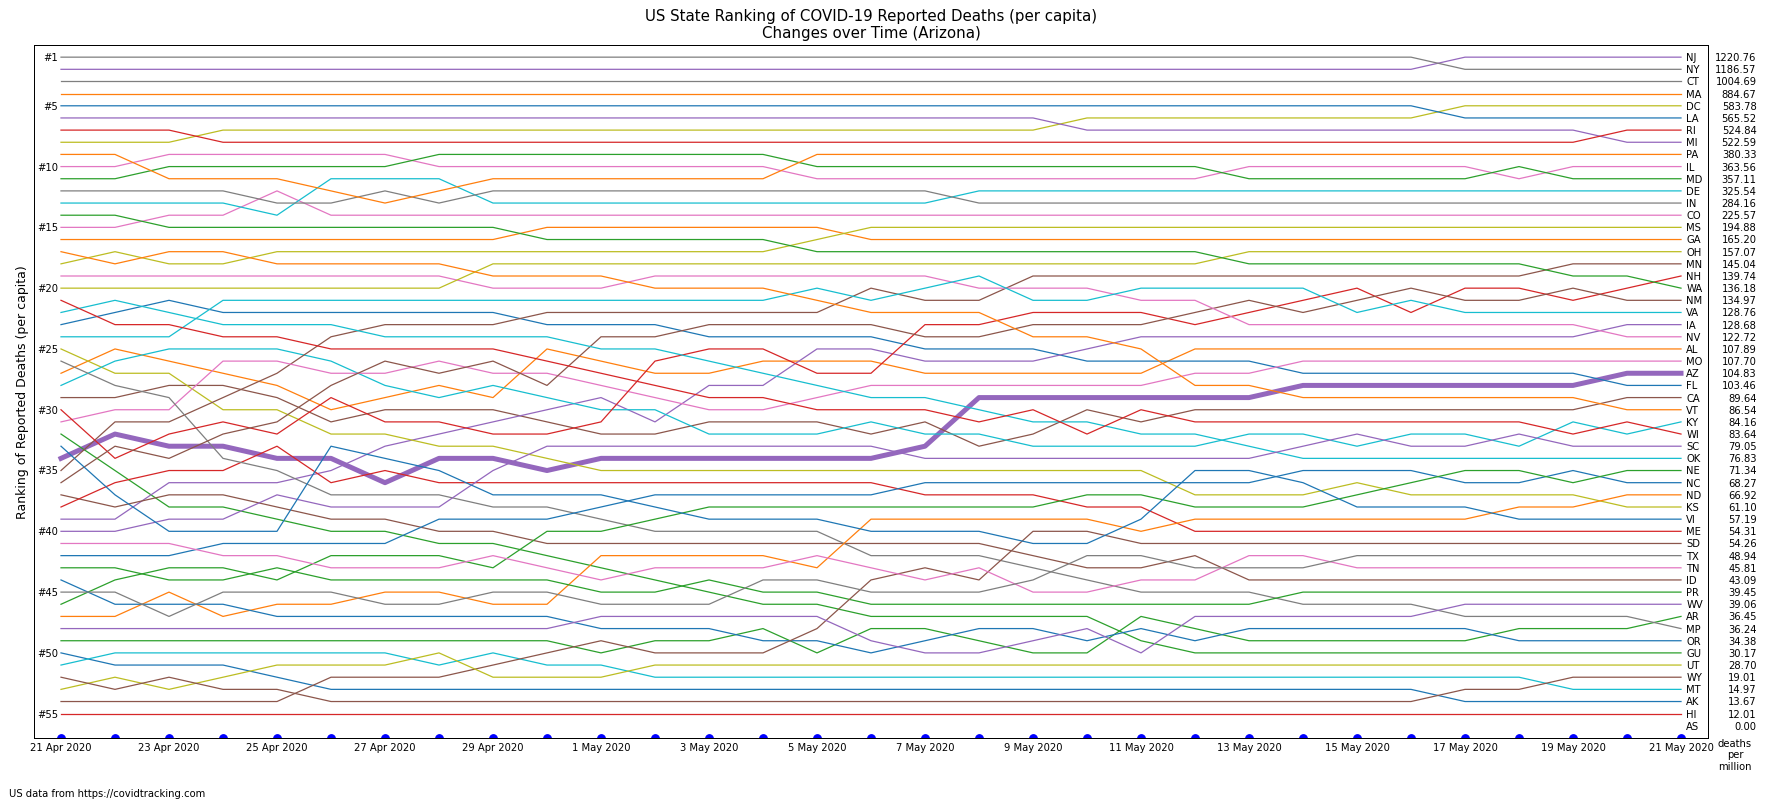 US State Ranking of COVID-19 Reported Deaths (per capita)
Changes over Time (Arizona)
Ranking of Reported Deaths (per capita)
#1
#5
#10
#15
#20
#25
#30
#35
#40
#45
#50
#55
NJ 1220.76
NY 1186.57
CT 1004.69
MA 884.67
DC 583.78
LA 565.52
RI 524.84
MI 522.59
PA 380.33
IL 363.56
MD 357.11
DE 325.54
IN 284.16
CO 225.57
MS 194.88
GA 165.20
OH 157.07
MN 145.04
NH 139.74
WA 136.18
NM 134.97
VA 128.76
IA 128.68
NV 122.72
AL 107.89
MO 107.70
AZ 104.83
FL 103.46
CA 89.64
VT 86.54
KY 84.16
WI 83.64
SC 79.05
OK 76.83
NE 71.34
NC 68.27
ND 66.92
KS 61.10
VI 57.19
ME 54.31
SD 54.26
TX 48.94
TN 45.81
ID 43.09
PR 39.45
WV 39.06
AR 36.45
MP 36.24
OR 34.38
GU 30.17
UT 28.70
WY 19.01
MT 14.97
AK 13.67
HI 12.01
AS 0.00
21 Apr 2020 23 Apr 2020 25 Apr 2020 27 Apr 2020 29 Apr 2020 1 May 2020 3 May 2020 5 May 2020 7 May 2020 9 May 2020 11 May 2020 13 May 2020 15 May 2020 17 May 2020 19 May 2020 21 May 2020
deaths
per
million
US data from https://covidtracking.com